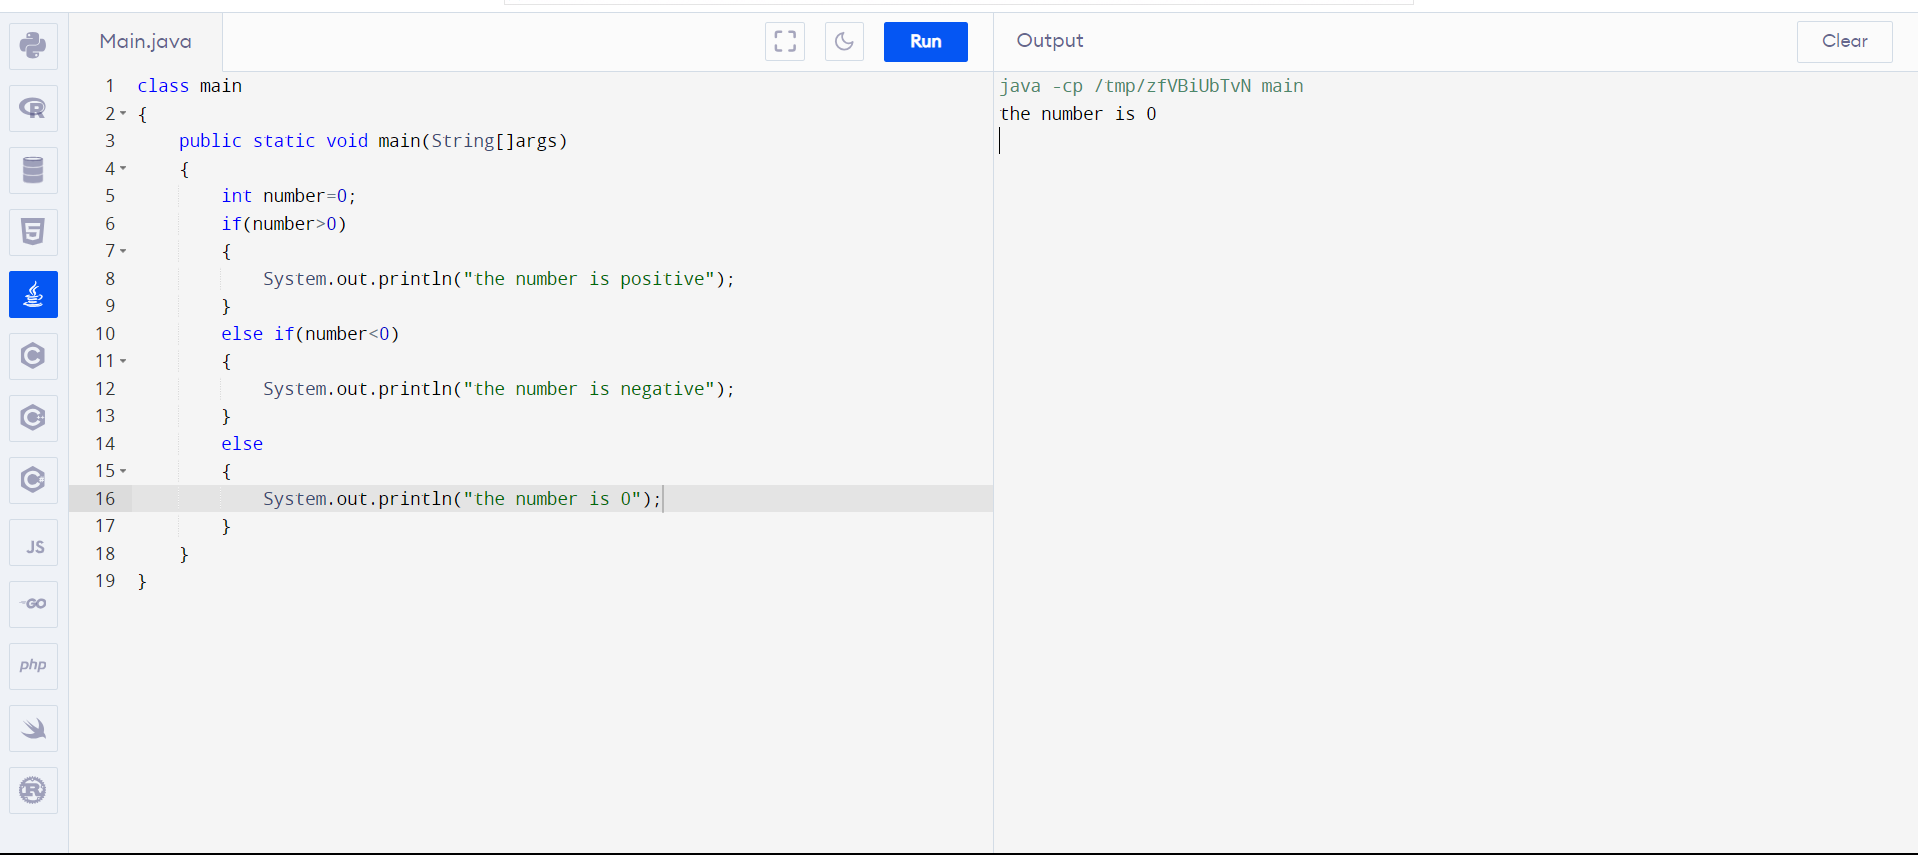 Main.java
Run
1 class main
2 {
3 public static void main(String[]args)
4 {
5 int number=0;
6 if(number>0)
7 {
8 System.out.println("the number is positive");
9 }
10 else if(number<0)
11 {
12 System.out.println("the number is negative");
13 }
14 else
15 {
16 System.out.println("the number is 0");
17 }
18 }
19 }
Output
Clear
java -cp /tmp/zfVBiUbTvN main
the number is 0
R
5
C
C
C
JS
GO
php
R